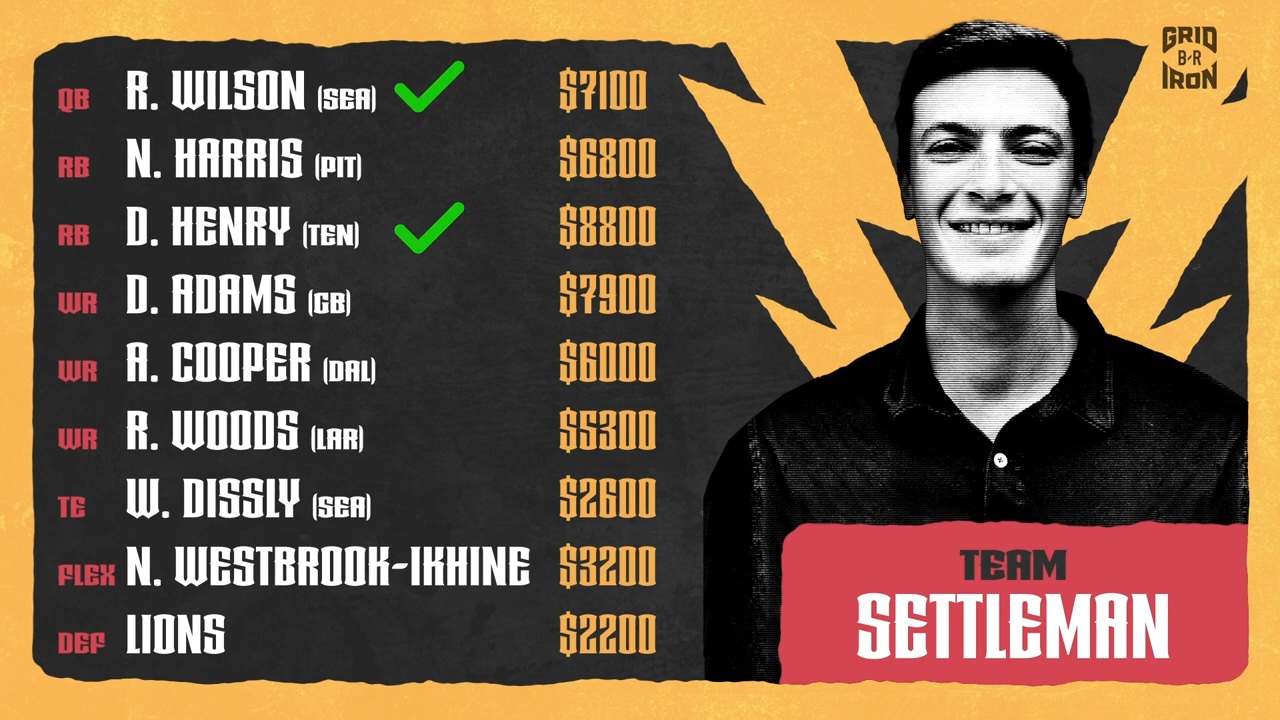 QB R. WILSON (SEA) $7100
RB N. HARRIS (PIT) $6800
RB D. HENRY (TEN) $8800
WR D. ADAMS (GB) $7900
WR A. COOPER (DAL) $6000
WR R. WOODS (LAR) $5300
TE W. DISSLY (SEA) $2600
FLEX N. WESTBROOK-IKHINE $3200
DEF LIONS $2200
GRID
B/R
IRON
TEAM
SETTLEMAN